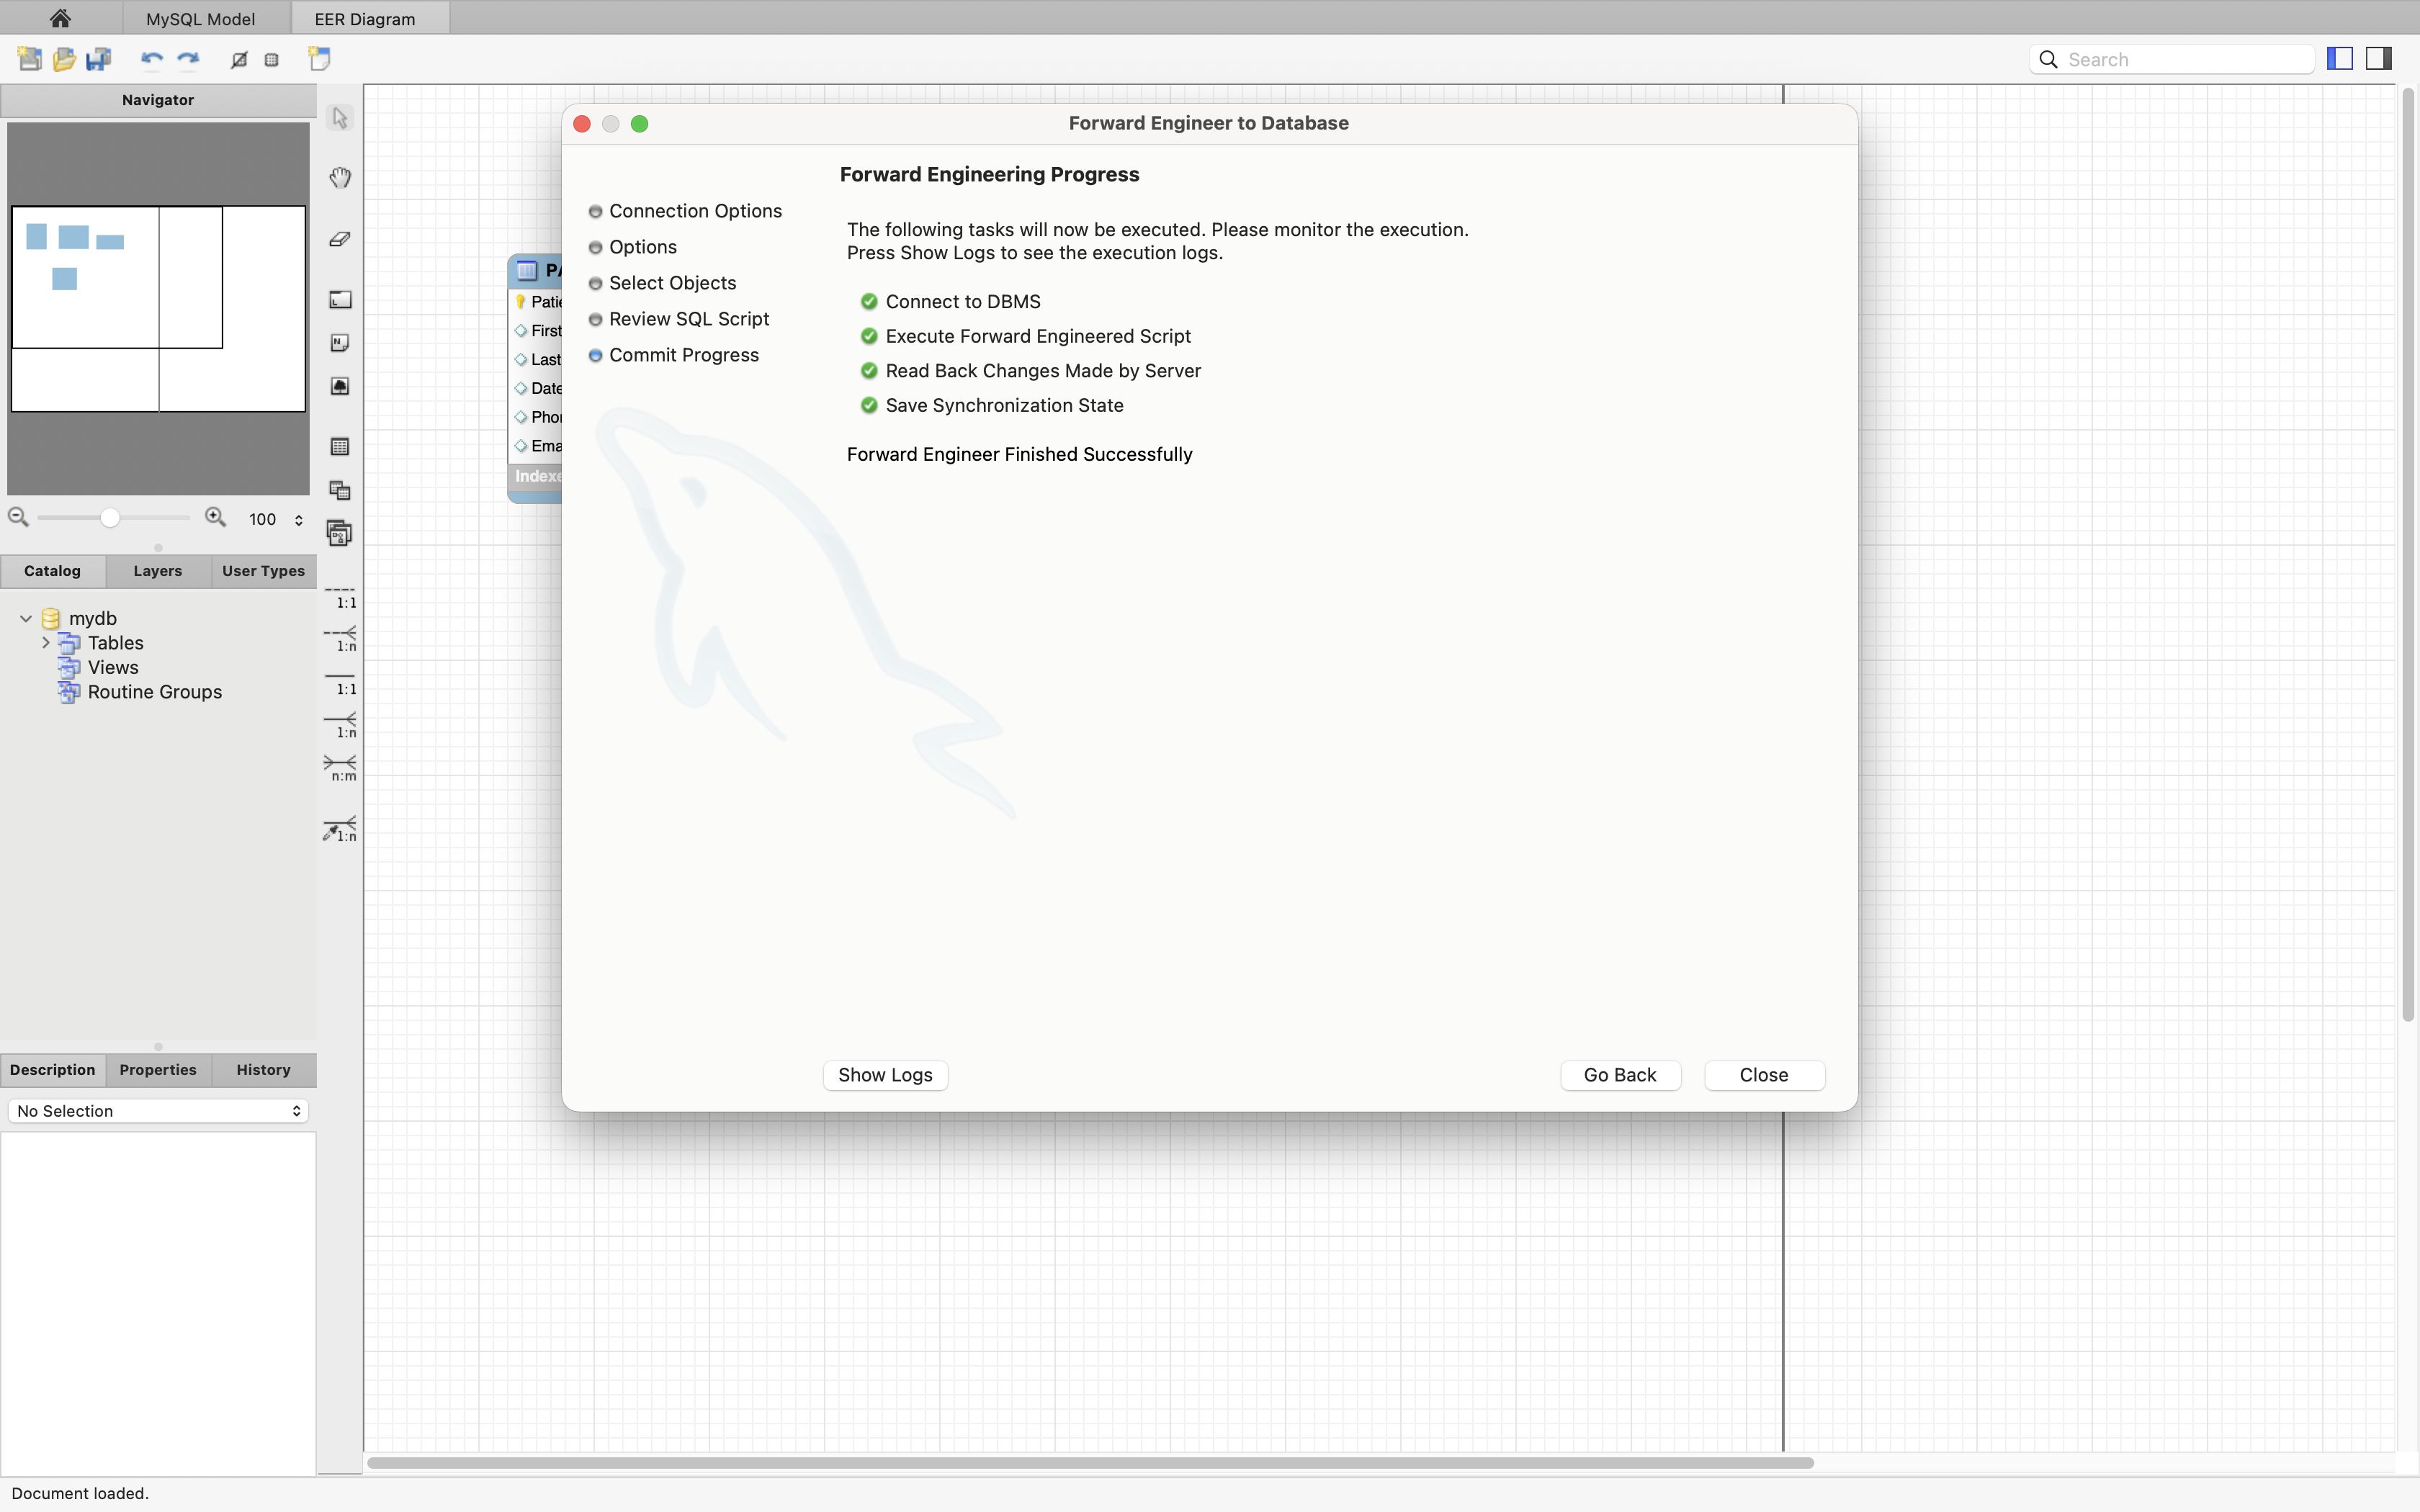 MySQL Model
EER Diagram
Search
Navigator
100
Catalog
Layers
User Types
mydb
Tables
Views
Routine Groups
Description
Properties
History
No Selection
1:1
1:n
1:1
1:n
n:m
1:n
Indexe
Forward Engineer to Database
Connection Options
Options
Select Objects
Review SQL Script
Commit Progress
Forward Engineering Progress
The following tasks will now be executed. Please monitor the execution.
Press Show Logs to see the execution logs.
Connect to DBMS
Execute Forward Engineered Script
Read Back Changes Made by Server
Save Synchronization State
Forward Engineer Finished Successfully
Show Logs
Go Back
Close
Document loaded.